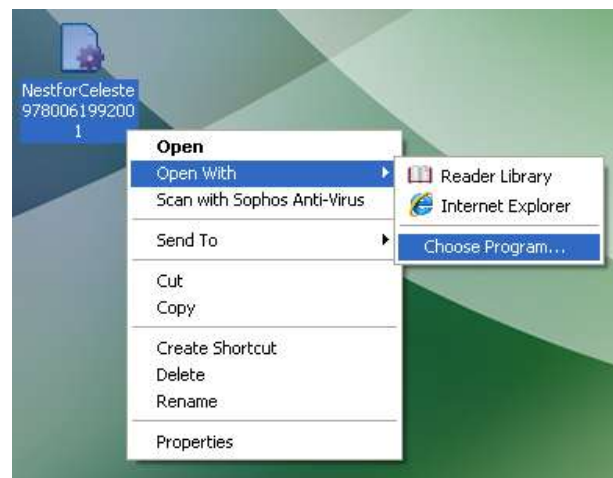 NestforCeleste
978006199200
1
Open
Open With
Scan with Sophos Anti-Virus
Send To
Cut
Copy
Create Shortcut
Delete
Rename
Properties
Reader Library
Internet Explorer
Choose Program...